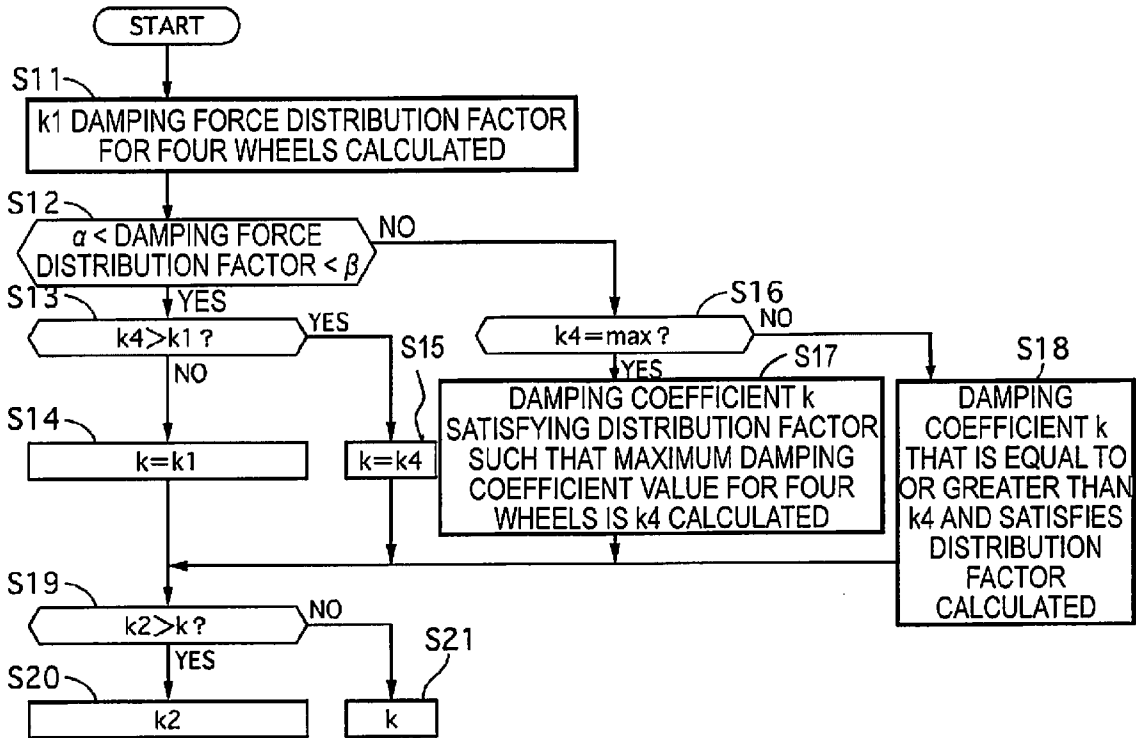 START
S11
k1 DAMPING FORCE DISTRIBUTION FACTOR
FOR FOUR WHEELS CALCULATED
S12
α < DAMPING FORCE
DISTRIBUTION FACTOR < β
NO
YES
S13
k4>k1?
YES
NO
S14
k=k1
S15
k=k4
S16
k4=max?
NO
YES
S17
DAMPING COEFFICIENT k
SATISFYING DISTRIBUTION FACTOR
SUCH THAT MAXIMUM DAMPING
COEFFICIENT VALUE FOR FOUR
WHEELS IS k4 CALCULATED
S18
DAMPING
COEFFICIENT k
THAT IS EQUAL TO
OR GREATER THAN
k4 AND SATISFIES
DISTRIBUTION
FACTOR
CALCULATED
S19
k2>k?
NO
YES
S20
k2
S21
k